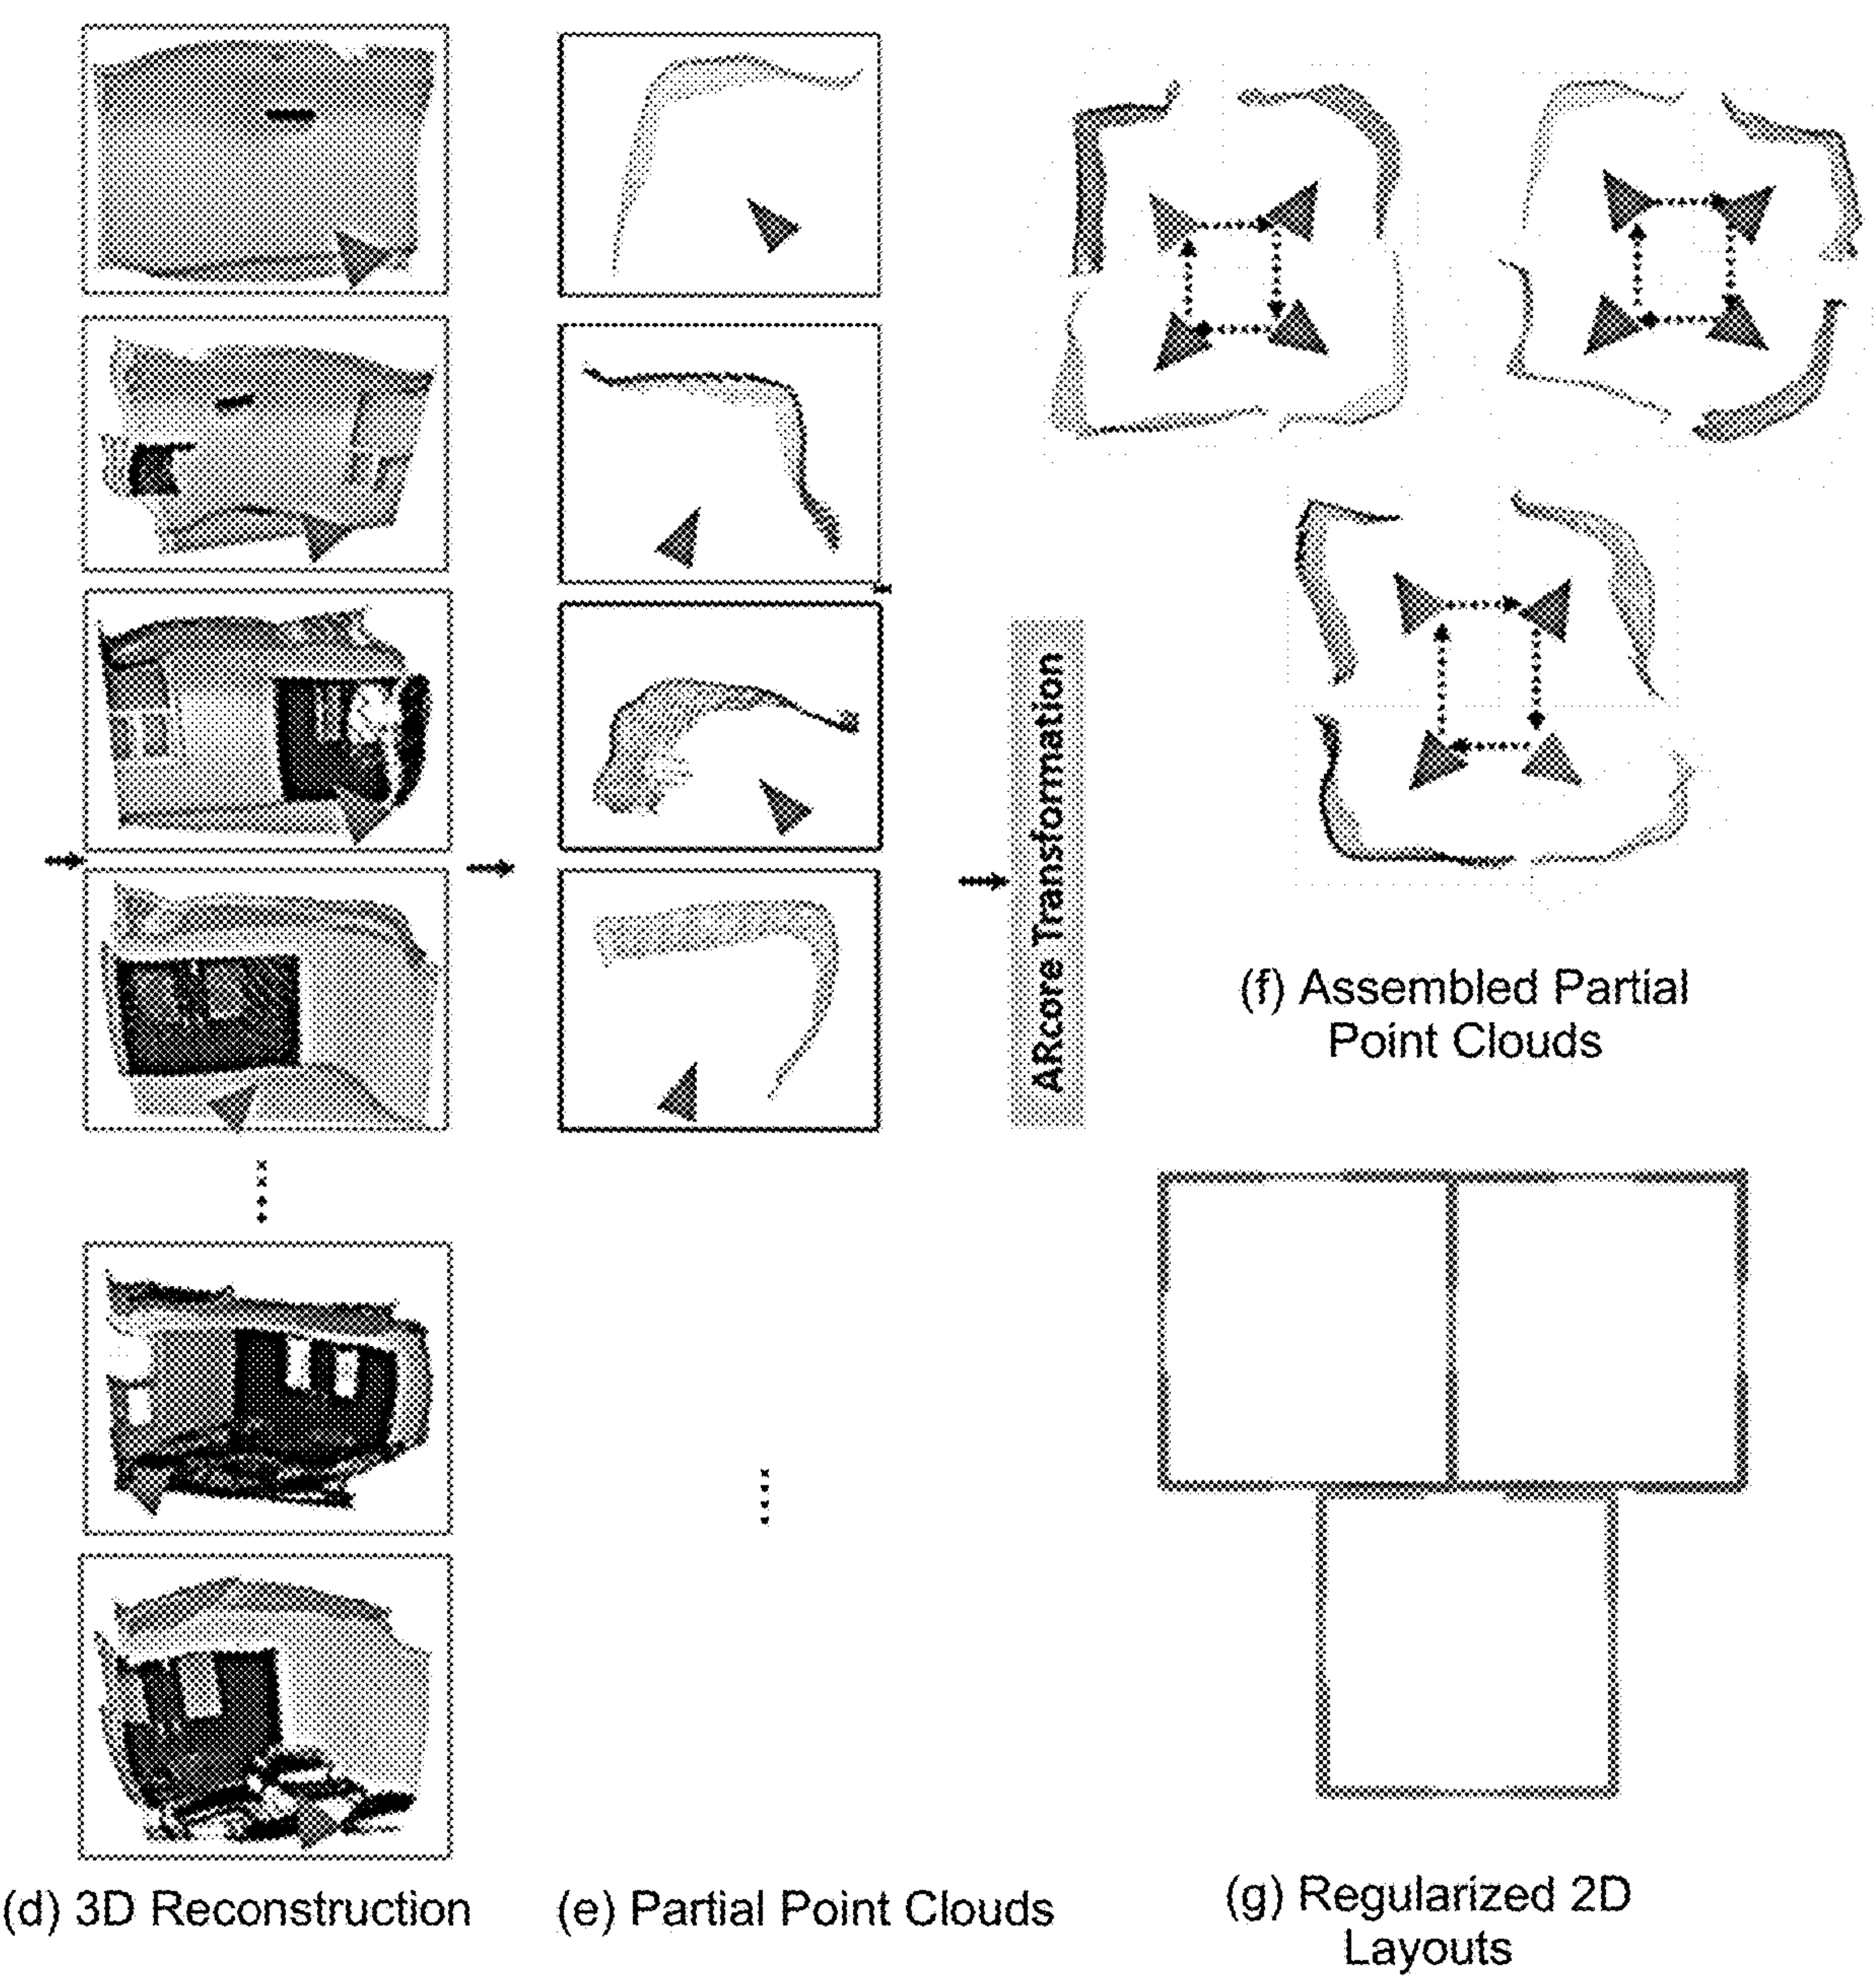 ARcore Transformation
(f) Assembled Partial
Point Clouds
(d) 3D Reconstruction
(e) Partial Point Clouds
(g) Regularized 2D
Layouts